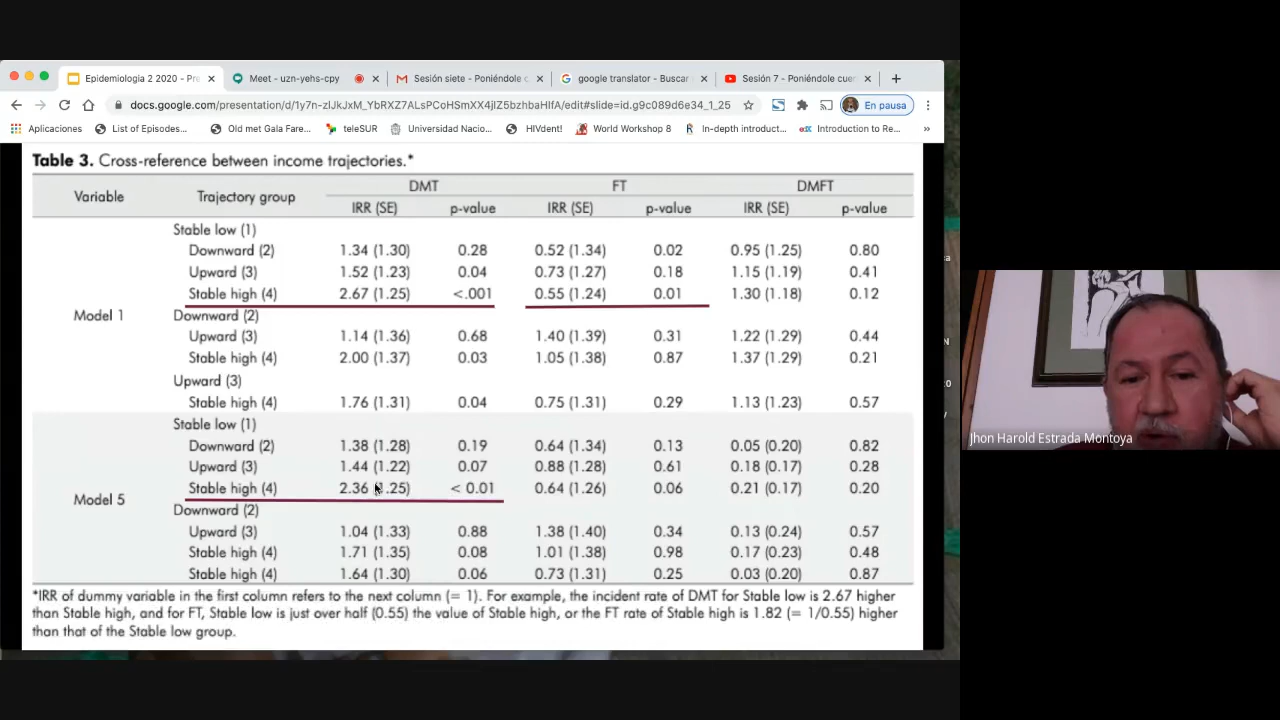 Epidemiología 2 2020 - Pre
Meet - uzn-yehs-cpy
Sesión siete - Poniéndole c
google translator - Buscar
Sesión 7 - Poniéndole cuer
En pausa
Aplicaciones
List of Episodes...
Old met Gala Fare...
teleSUR
Universidad Nacio...
HIVdent!
World Workshop 8
In-depth introduct...
Introduction to Re...
Table 3. Cross-reference between income trajectories.*
Variable Trajectory group DMT FT DMFT
IRR (SE) p-value IRR (SE) p-value IRR (SE) p-value
Model 1
Stable low (1)
Downward (2) 1.34 (1.30) 0.28 0.52 (1.34) 0.02 0.95 (1.25) 0.80
Upward (3) 1.52 (1.23) 0.04 0.73 (1.27) 0.18 1.15 (1.19) 0.41
Stable high (4) 2.67 (1.25) <.001 0.55 (1.24) 0.01 1.30 (1.18) 0.12
Downward (2)
Upward (3) 1.14 (1.36) 0.68 1.40 (1.39) 0.31 1.22 (1.29) 0.44
Stable high (4) 2.00 (1.37) 0.03 1.05 (1.38) 0.87 1.37 (1.29) 0.21
Upward (3)
Stable high (4) 1.76 (1.31) 0.04 0.75 (1.31) 0.29 1.13 (1.23) 0.57
Model 5
Stable low (1)
Downward (2) 1.38 (1.28) 0.19 0.64 (1.34) 0.13 0.05 (0.20) 0.82
Upward (3) 1.44 (1.22) 0.07 0.88 (1.28) 0.61 0.18 (0.17) 0.28
Stable high (4) 2.36 (1.25) < 0.01 0.64 (1.26) 0.06 0.21 (0.17) 0.20
Downward (2)
Upward (3) 1.04 (1.33) 0.88 1.38 (1.40) 0.34 0.13 (0.24) 0.57
Stable high (4) 1.71 (1.35) 0.08 1.01 (1.38) 0.98 0.17 (0.23) 0.48
Stable high (4) 1.64 (1.30) 0.06 0.73 (1.31) 0.25 0.03 (0.20) 0.87
*IRR of dummy variable in the first column refers to the next column (= 1). For example, the incident rate of DMT for Stable low is 2.67 higher
than Stable high, and for FT, Stable low is just over half (0.55) the value of Stable high, or the FT rate of Stable high is 1.82 (= 1/0.55) higher
than that of the Stable low group.
Jhon Harold Estrada Montoya